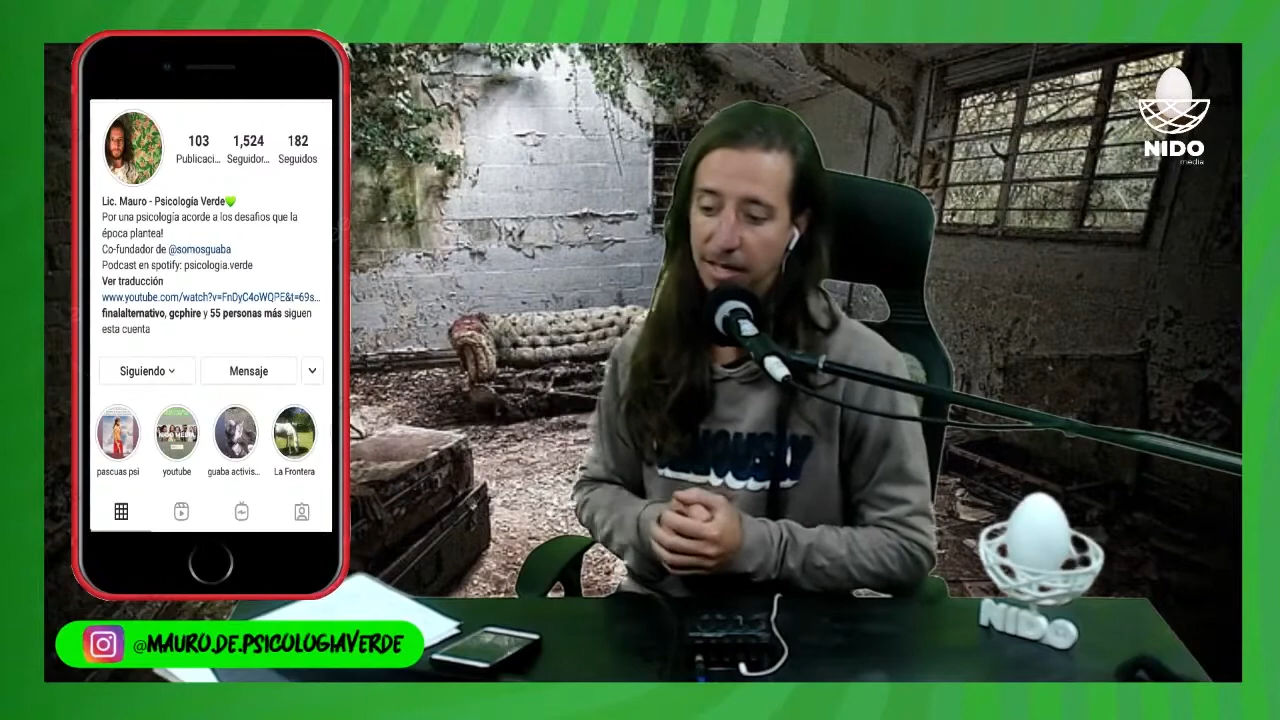 103 1,524 182
Publicaci... Seguidor... Seguidos
Lic. Mauro - Psicología Verde
Por una psicología acorde a los desafíos que la
época plantea!
Co-fundador de @somosguaba
Podcast en spotify: psicologia.verde
Ver traducción
www.youtube.com/watch?v=FnDyC4oWQPE&t=69s...
finalalternativo, gcphire y 55 personas más siguen
esta cuenta
Siguiendo Mensaje
pascuas psi youtube guaba activis... La Frontera
@MAURO.DE.PSICOLOGIAVERDE
NIDO
media
NIDO